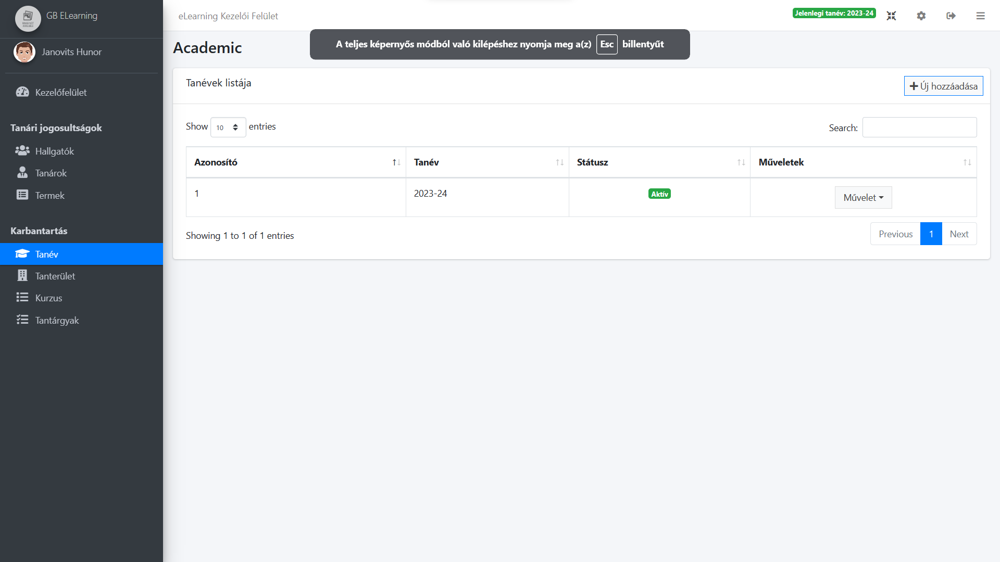 GB ELearning
Janovits Hunor
Kezelőfelület
Tanári jogosultságok
Hallgatók
Tanárok
Termek
Karbantartás
Tanév
Tanterület
Kurzus
Tantárgyak
eLearning Kezelői Felület
Jelenlegi tanév: 2023-24
A teljes képernyős módból való kilépéshez nyomja meg a(z) Esc billentyűt
Academic
Tanévek listája
Új hozzáadása
Show 10 entries
Search:
Azonosító Tanév Státusz Műveletek
1 2023-24 Aktív Művelet
Showing 1 to 1 of 1 entries
Previous 1 Next